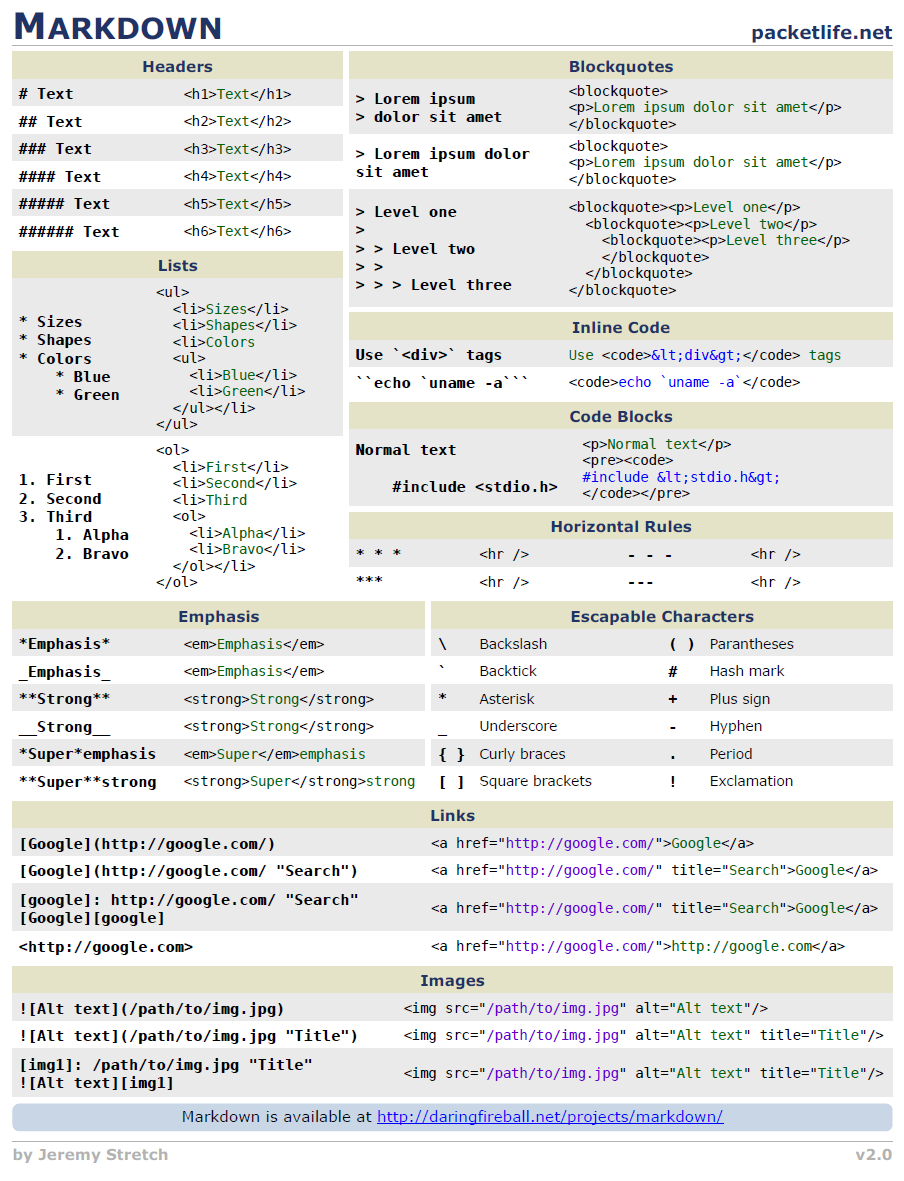 MARKDOWN
packetlife.net
Headers
# Text <h1>Text</h1>
## Text <h2>Text</h2>
### Text <h3>Text</h3>
#### Text <h4>Text</h4>
##### Text <h5>Text</h5>
###### Text <h6>Text</h6>
Lists
* Sizes
* Shapes
* Colors
    * Blue
    * Green
<ul>
  <li>Sizes</li>
  <li>Shapes</li>
  <li>Colors
  <ul>
    <li>Blue</li>
    <li>Green</li>
  </ul></li>
</ul>
1. First
2. Second
3. Third
    1. Alpha
    2. Bravo
<ol>
  <li>First</li>
  <li>Second</li>
  <li>Third
  <ol>
    <li>Alpha</li>
    <li>Bravo</li>
  </ol></li>
</ol>
Blockquotes
> Lorem ipsum
> dolor sit amet
<blockquote>
<p>Lorem ipsum dolor sit amet</p>
</blockquote>
> Lorem ipsum dolor
sit amet
<blockquote>
<p>Lorem ipsum dolor sit amet</p>
</blockquote>
> Level one
>
> > Level two
> >
> > > Level three
<blockquote><p>Level one</p>
  <blockquote><p>Level two</p>
    <blockquote><p>Level three</p>
    </blockquote>
  </blockquote>
</blockquote>
Inline Code
Use `<div>` tags Use <code>&lt;div&gt;</code> tags
``echo `uname -a``` <code>echo `uname -a`</code>
Code Blocks
Normal text

    #include <stdio.h>
<p>Normal text</p>
<pre><code>
#include &lt;stdio.h&gt;
</code></pre>
Horizontal Rules
* * * <hr /> - - - <hr />
*** <hr /> --- <hr />
Emphasis
*Emphasis* <em>Emphasis</em>
_Emphasis_ <em>Emphasis</em>
**Strong** <strong>Strong</strong>
__Strong__ <strong>Strong</strong>
*Super*emphasis <em>Super</em>emphasis
**Super**strong <strong>Super</strong>strong
Escapable Characters
\ Backslash ( ) Parantheses
` Backtick # Hash mark
* Asterisk + Plus sign
_ Underscore - Hyphen
{ } Curly braces . Period
[ ] Square brackets ! Exclamation
Links
[Google](http://google.com/) <a href="http://google.com/">Google</a>
[Google](http://google.com/ "Search") <a href="http://google.com/" title="Search">Google</a>
[google]: http://google.com/ "Search"
[Google][google]
<a href="http://google.com/" title="Search">Google</a>
<http://google.com> <a href="http://google.com/">http://google.com</a>
Images
![Alt text](/path/to/img.jpg) <img src="/path/to/img.jpg" alt="Alt text"/>
![Alt text](/path/to/img.jpg "Title") <img src="/path/to/img.jpg" alt="Alt text" title="Title"/>
[img1]: /path/to/img.jpg "Title"
![Alt text][img1]
<img src="/path/to/img.jpg" alt="Alt text" title="Title"/>
Markdown is available at http://daringfireball.net/projects/markdown/
by Jeremy Stretch
v2.0